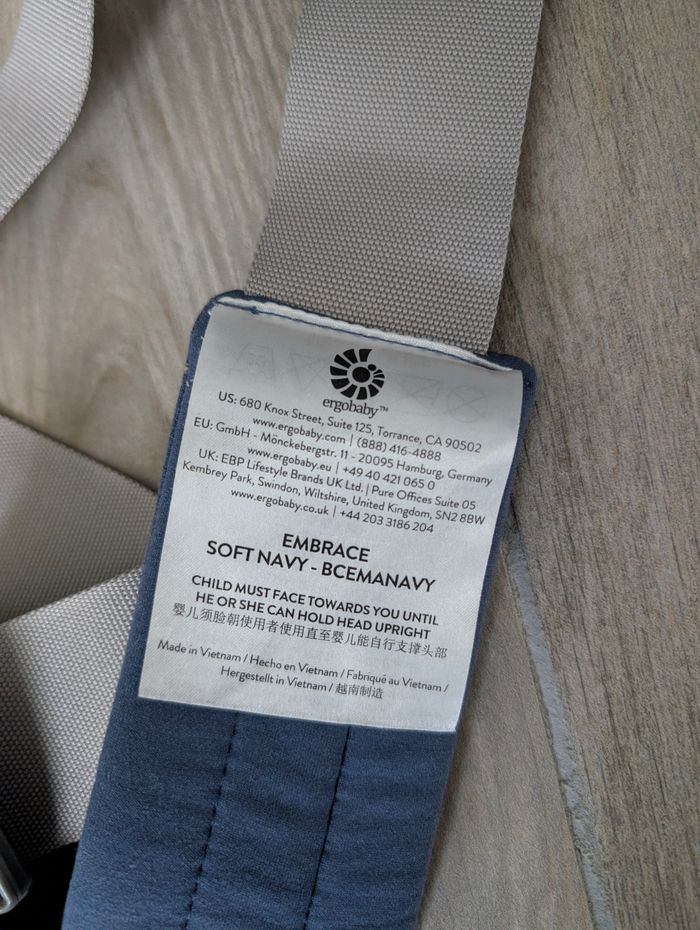 ergobaby™
US: 680 Knox Street, Suite 125, Torrance, CA 90502
www.ergobaby.com | (888) 416-4888
EU: GmbH - Mönckebergstr. 11 - 20095 Hamburg, Germany
www.ergobaby.eu | +49 40 421 065 0
UK: EBP Lifestyle Brands UK Ltd. | Pure Offices Suite 05
Kembrey Park, Swindon, Wiltshire, United Kingdom, SN2 8BW
www.ergobaby.co.uk | +44 203 3186 204
EMBRACE
SOFT NAVY - BCEMANAVY
CHILD MUST FACE TOWARDS YOU UNTIL
HE OR SHE CAN HOLD HEAD UPRIGHT
婴儿须脸朝使用者使用直至婴儿能自行支撑头部
Made in Vietnam / Hecho en Vietnam / Fabriqué au Vietnam /
Hergestellt in Vietnam / 越南制造